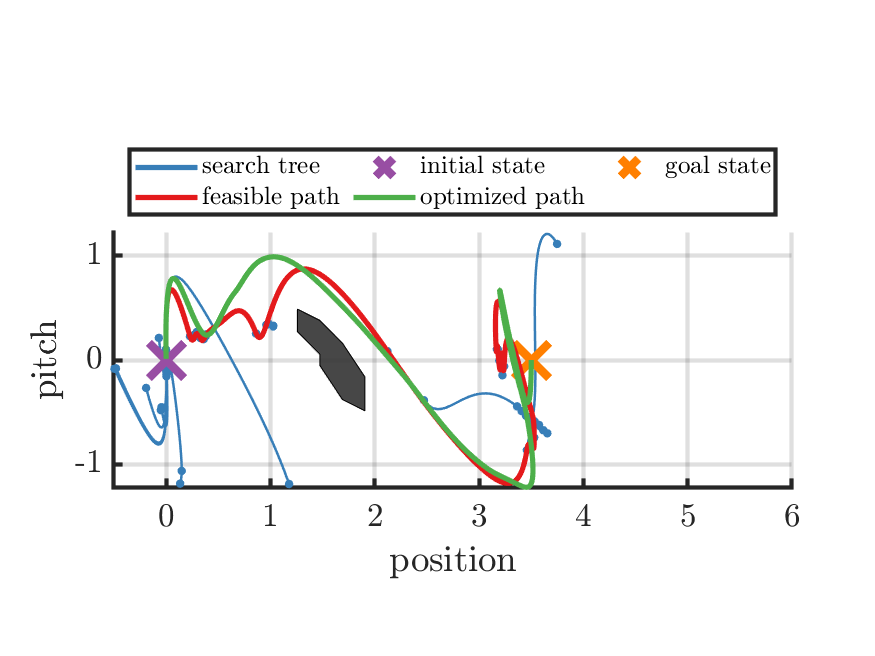 search tree initial state goal state
feasible path optimized path
1
0
-1
pitch
0 1 2 3 4 5 6
position